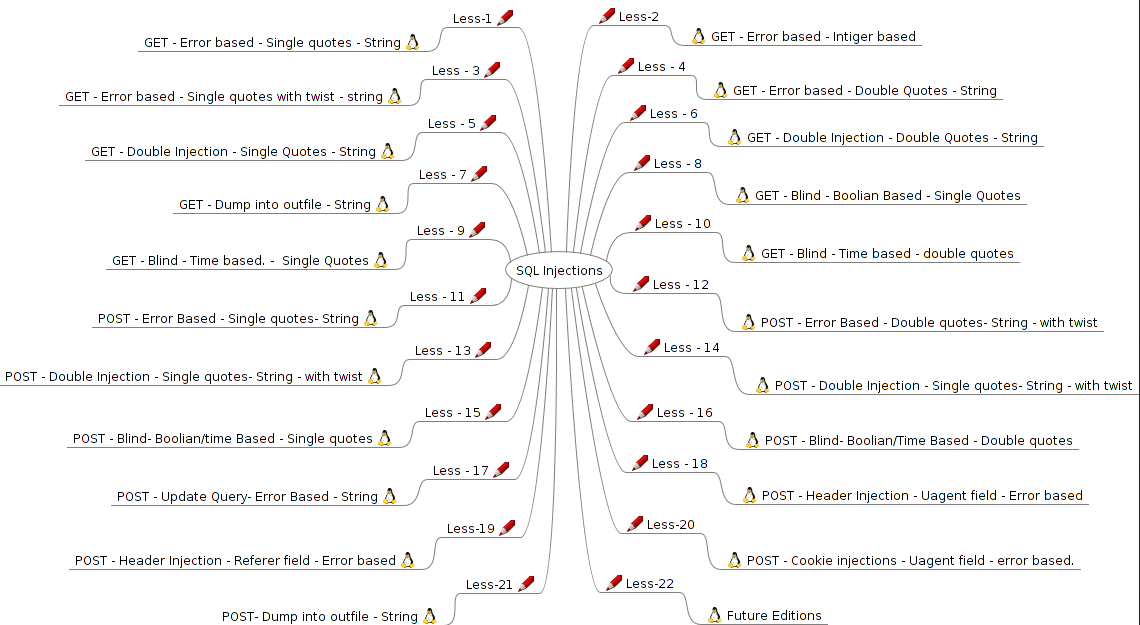 Less-1
GET - Error based - Single quotes - String
Less-2
GET - Error based - Intiger based
Less - 3
GET - Error based - Single quotes with twist - string
Less - 4
GET - Error based - Double Quotes - String
Less - 5
GET - Double Injection - Single Quotes - String
Less - 6
GET - Double Injection - Double Quotes - String
Less - 7
GET - Dump into outfile - String
Less - 8
GET - Blind - Boolian Based - Single Quotes
Less - 9
GET - Blind - Time based. -  Single Quotes
Less - 10
GET - Blind - Time based - double quotes
SQL Injections
Less - 11
POST - Error Based - Single quotes- String
Less - 12
POST - Error Based - Double quotes- String - with twist
Less - 13
POST - Double Injection - Single quotes- String - with twist
Less - 14
POST - Double Injection - Single quotes- String - with twist
Less - 15
POST - Blind- Boolian/time Based - Single quotes
Less - 16
POST - Blind- Boolian/Time Based - Double quotes
Less - 17
POST - Update Query- Error Based - String
Less - 18
POST - Header Injection - Uagent field - Error based
Less-19
POST - Header Injection - Referer field - Error based
Less-20
POST - Cookie injections - Uagent field - error based.
Less-21
POST- Dump into outfile - String
Less-22
Future Editions